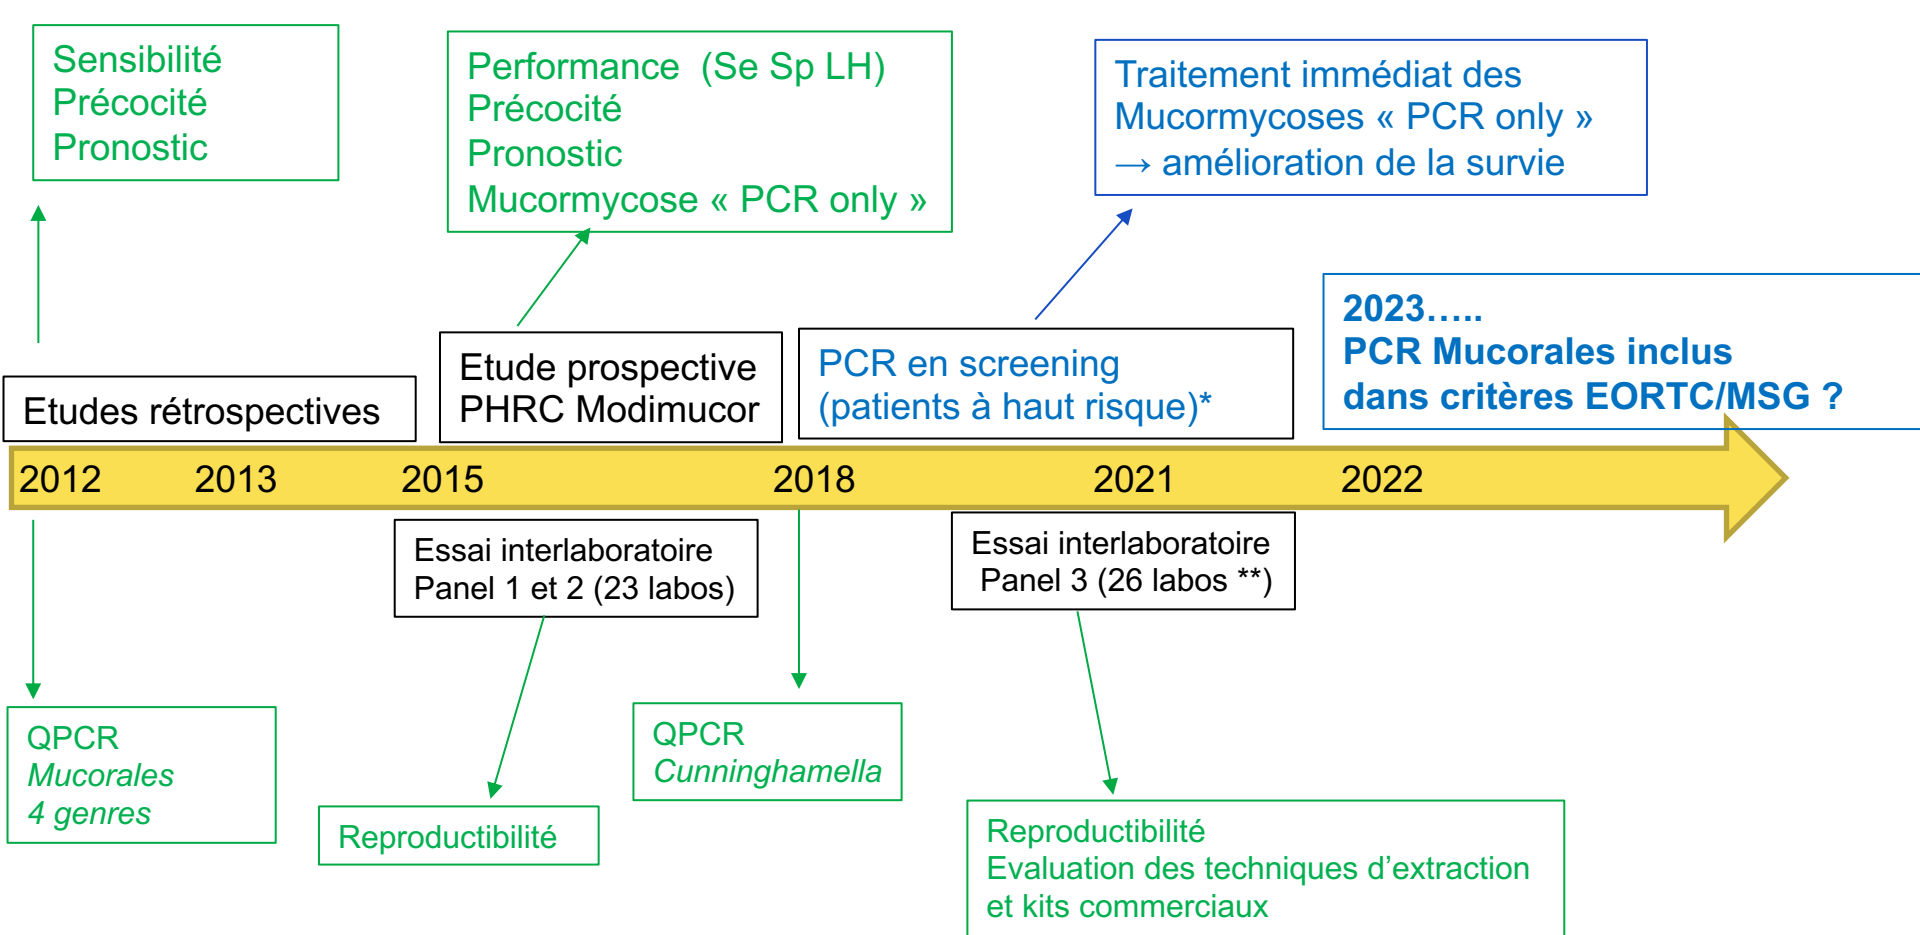 Sensibilité
Précocité
Pronostic
Performance  (Se Sp LH)
Précocité
Pronostic
Mucormycose « PCR only »
Traitement immédiat des
Mucormycoses « PCR only »
→ amélioration de la survie
Etudes rétrospectives
Etude prospective
PHRC Modimucor
PCR en screening
(patients à haut risque)*
2023…..
PCR Mucorales inclus
dans critères EORTC/MSG ?
2012 2013 2015 2018 2021 2022
Essai interlaboratoire
Panel 1 et 2 (23 labos)
Essai interlaboratoire
Panel 3 (26 labos **)
QPCR
Mucorales
4 genres
Reproductibilité
QPCR
Cunninghamella
Reproductibilité
Evaluation des techniques d’extraction
et kits commerciaux